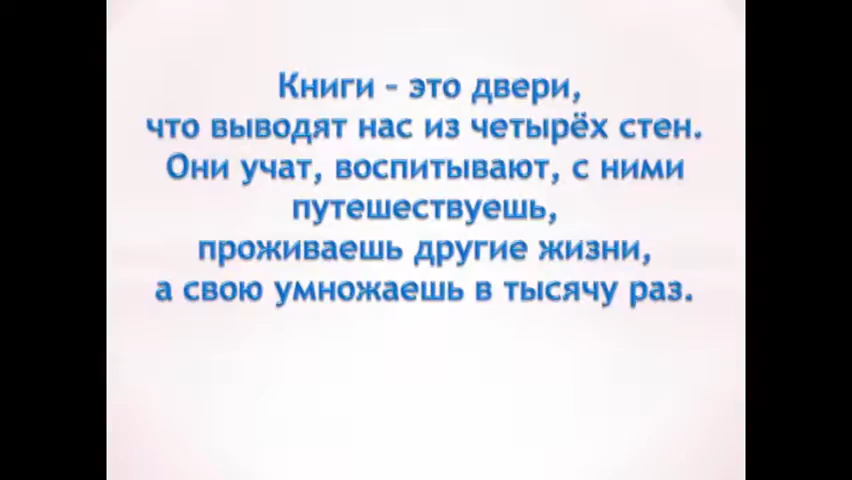 Книги - это двери,
что выводят нас из четырёх стен.
Они учат, воспитывают, с ними
путешествуешь,
проживаешь другие жизни,
а свою умножаешь в тысячу раз.